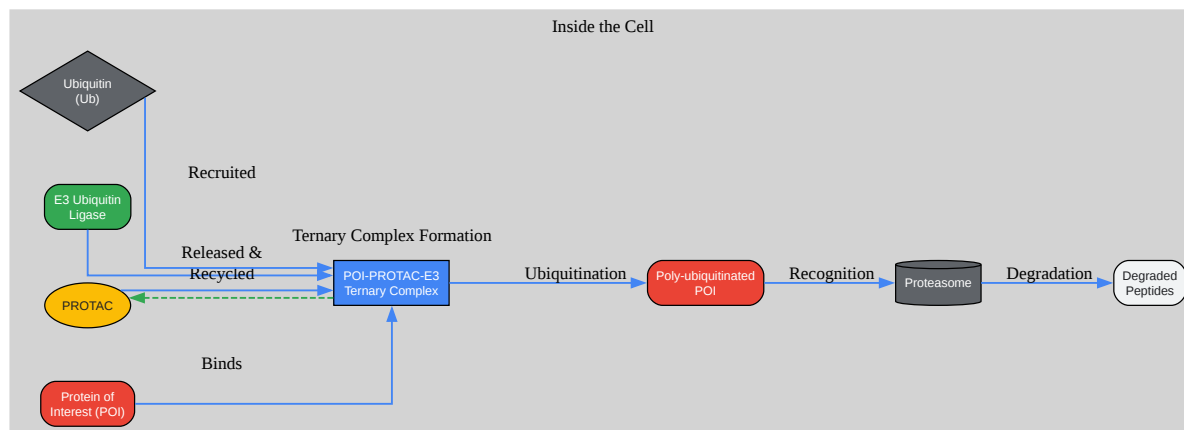 Inside the Cell
Ubiquitin
(Ub)
Recruited
E3 Ubiquitin
Ligase
Released &
Recycled
Ternary Complex Formation
POI-PROTAC-E3
Ternary Complex
Ubiquitination
Poly-ubiquitinated
POI
Recognition
Proteasome
Degradation
Degraded
Peptides
PROTAC
Binds
Protein of
Interest (POI)